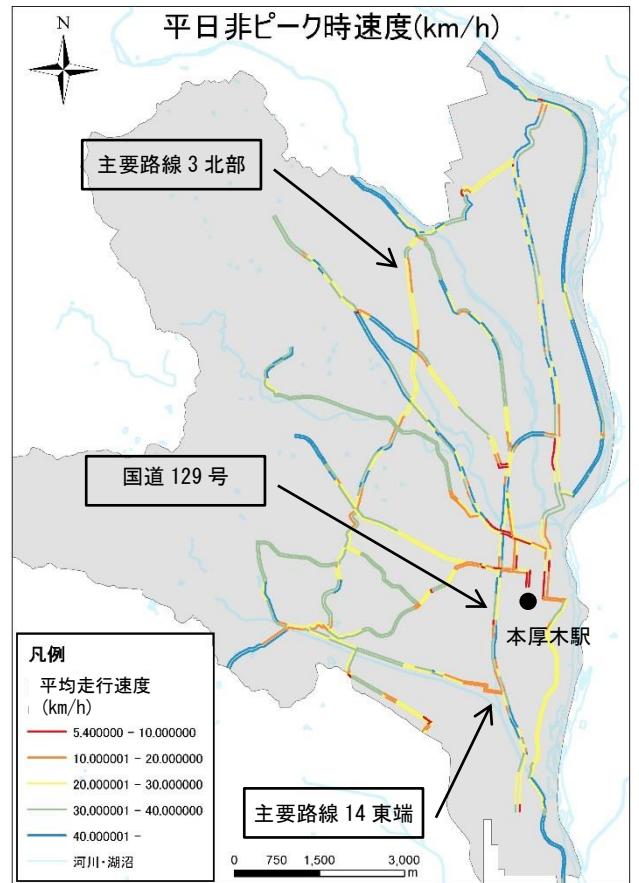 平日非ピーク時速度(km/h)
N
主要路線 3 北部
国道 129 号
本厚木駅
凡例
平均走行速度
(km/h)
5.400000 - 10.000000
10.000001 - 20.000000
20.000001 - 30.000000
30.000001 - 40.000000
40.000001 -
河川・湖沼
主要路線 14 東端
0 750 1,500 3,000
m